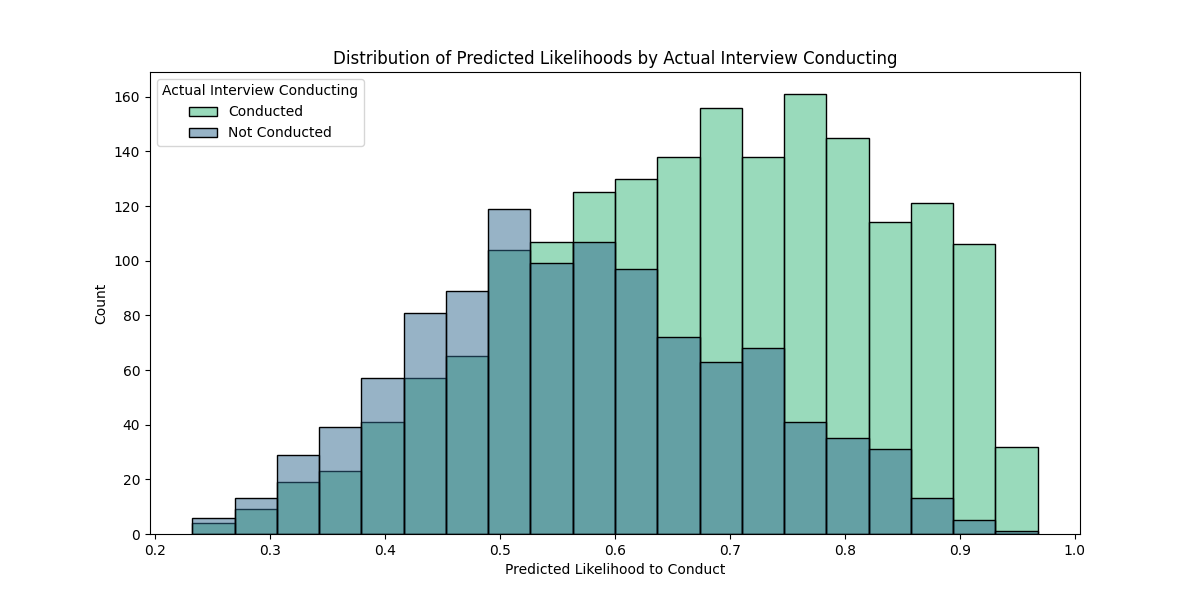 Distribution of Predicted Likelihoods by Actual Interview Conducting
Actual Interview Conducting
Conducted
Not Conducted
160
140
120
100
80
60
40
20
0
Count
0.2 0.3 0.4 0.5 0.6 0.7 0.8 0.9 1.0
Predicted Likelihood to Conduct